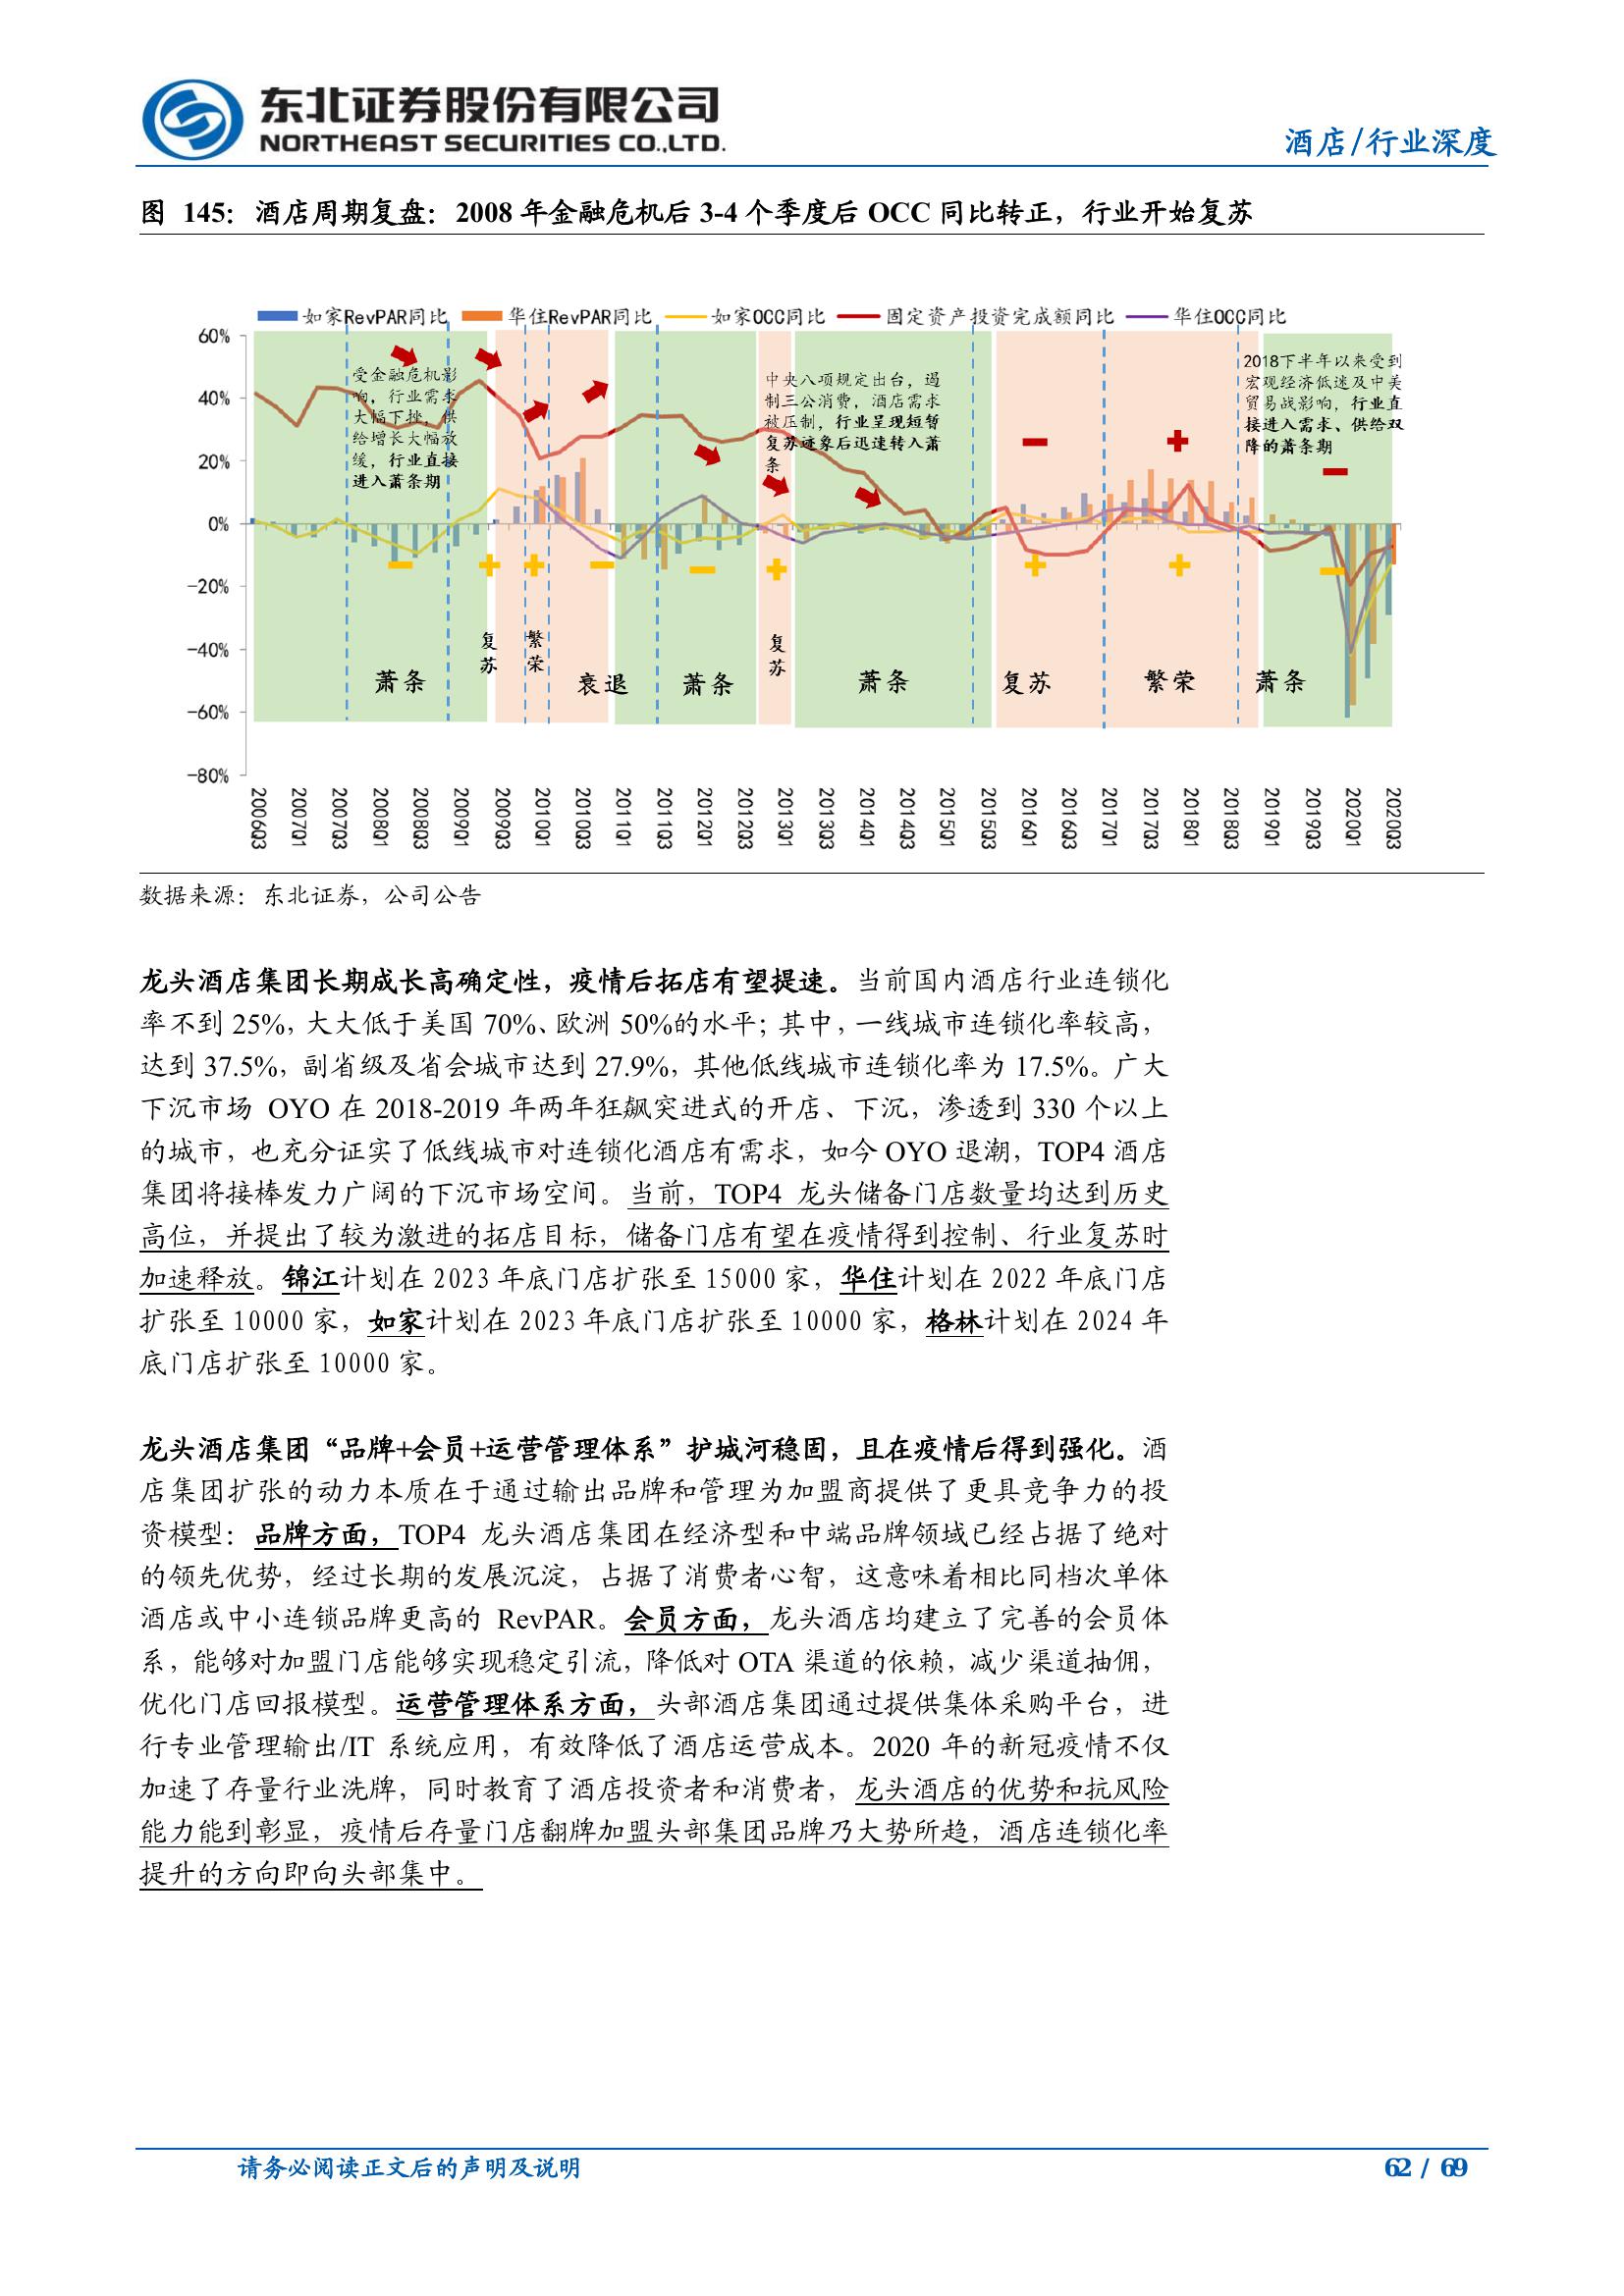 东北证券股份有限公司
NORTHEAST SECURITIES CO.,LTD.
酒店/行业深度
图 145：酒店周期复盘：2008 年金融危机后 3-4 个季度后 OCC 同比转正，行业开始复苏
如家RevPAR同比 华住RevPAR同比 如家OCC同比 固定资产投资完成额同比 华住OCC同比
60%
40%
20%
0%
-20%
-40%
-60%
-80%
受金融危机影
响，行业需求
大幅下挫，供
给增长大幅放
缓，行业直接
进入萧条期
中央八项规定出台，遏
制三公消费，酒店需求
被压制，行业呈现短暂
复苏迹象后迅速转入萧
条
2018下半年以来受到
宏观经济低迷及中美
贸易战影响，行业直
接进入需求、供给双
降的萧条期
萧条 复苏 繁荣 衰退 萧条 复苏 萧条 复苏 繁荣 萧条
2006Q3 2007Q1 2007Q3 2008Q1 2008Q3 2009Q1 2009Q3 2010Q1 2010Q3 2011Q1 2011Q3 2012Q1 2012Q3 2013Q1 2013Q3 2014Q1 2014Q3 2015Q1 2015Q3 2016Q1 2016Q3 2017Q1 2017Q3 2018Q1 2018Q3 2019Q1 2019Q3 2020Q1 2020Q3
数据来源：东北证券，公司公告
龙头酒店集团长期成长高确定性，疫情后拓店有望提速。当前国内酒店行业连锁化
率不到 25%，大大低于美国 70%、欧洲 50%的水平；其中，一线城市连锁化率较高，
达到 37.5%，副省级及省会城市达到 27.9%，其他低线城市连锁化率为 17.5%。广大
下沉市场 OYO 在 2018-2019 年两年狂飙突进式的开店、下沉，渗透到 330 个以上
的城市，也充分证实了低线城市对连锁化酒店有需求，如今 OYO 退潮，TOP4 酒店
集团将接棒发力广阔的下沉市场空间。当前，TOP4 龙头储备门店数量均达到历史
高位，并提出了较为激进的拓店目标，储备门店有望在疫情得到控制、行业复苏时
加速释放。锦江计划在 2023 年底门店扩张至 15000 家，华住计划在 2022 年底门店
扩张至 10000 家，如家计划在 2023 年底门店扩张至 10000 家，格林计划在 2024 年
底门店扩张至 10000 家。
龙头酒店集团“品牌+会员+运营管理体系”护城河稳固，且在疫情后得到强化。酒
店集团扩张的动力本质在于通过输出品牌和管理为加盟商提供了更具竞争力的投
资模型：品牌方面，TOP4 龙头酒店集团在经济型和中端品牌领域已经占据了绝对
的领先优势，经过长期的发展沉淀，占据了消费者心智，这意味着相比同档次单体
酒店或中小连锁品牌更高的 RevPAR。会员方面，龙头酒店均建立了完善的会员体
系，能够对加盟门店能够实现稳定引流，降低对 OTA 渠道的依赖，减少渠道抽佣，
优化门店回报模型。运营管理体系方面，头部酒店集团通过提供集体采购平台，进
行专业管理输出/IT 系统应用，有效降低了酒店运营成本。2020 年的新冠疫情不仅
加速了存量行业洗牌，同时教育了酒店投资者和消费者，龙头酒店的优势和抗风险
能力能到彰显，疫情后存量门店翻牌加盟头部集团品牌乃大势所趋，酒店连锁化率
提升的方向即向头部集中。
请务必阅读正文后的声明及说明
62 / 69